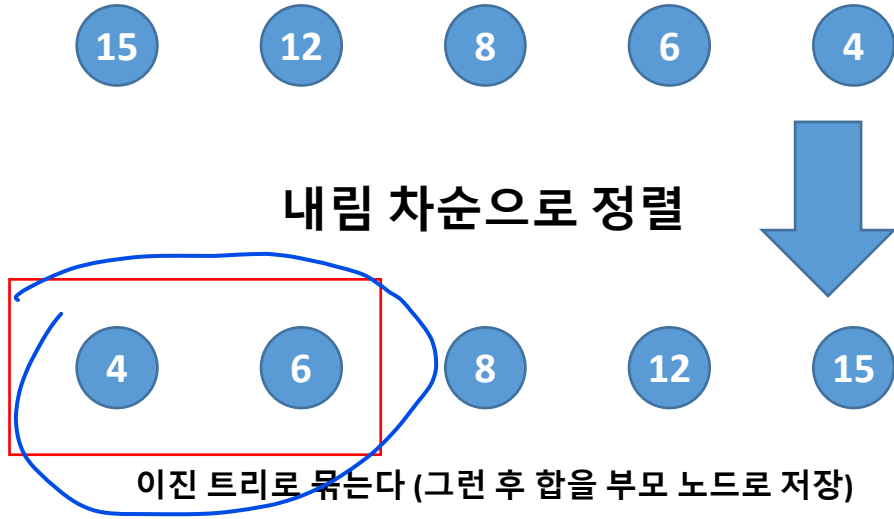 15 12 8 6 4
내림 차순으로 정렬
4 6 8 12 15
이진 트리로 묶는다 (그런 후 합을 부모 노드로 저장)